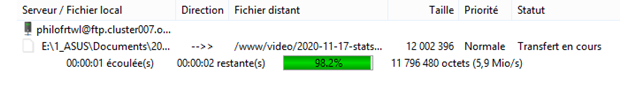 Serveur / Fichier local Direction Fichier distant Taille Priorité Statut
philofrtwl@ftp.cluster007.o...
E:\1_ASUS\Documents\20... -->> /www/video/2020-11-17-stats... 12 002 396 Normale Transfert en cours
00:00:01 écoulée(s) 00:00:02 restante(s) 98.2% 11 796 480 octets (5,9 Mio/s)